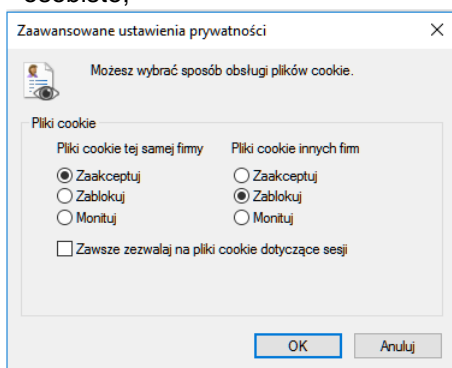 osobiste,
Zaawansowane ustawienia prywatności
Możesz wybrać sposób obsługi plików cookie.
Pliki cookie
Pliki cookie tej samej firmy Pliki cookie innych firm
Zaakceptuj Zaakceptuj
Zablokuj Zablokuj
Monituj Monituj
Zawsze zezwalaj na pliki cookie dotyczące sesji
OK Anuluj